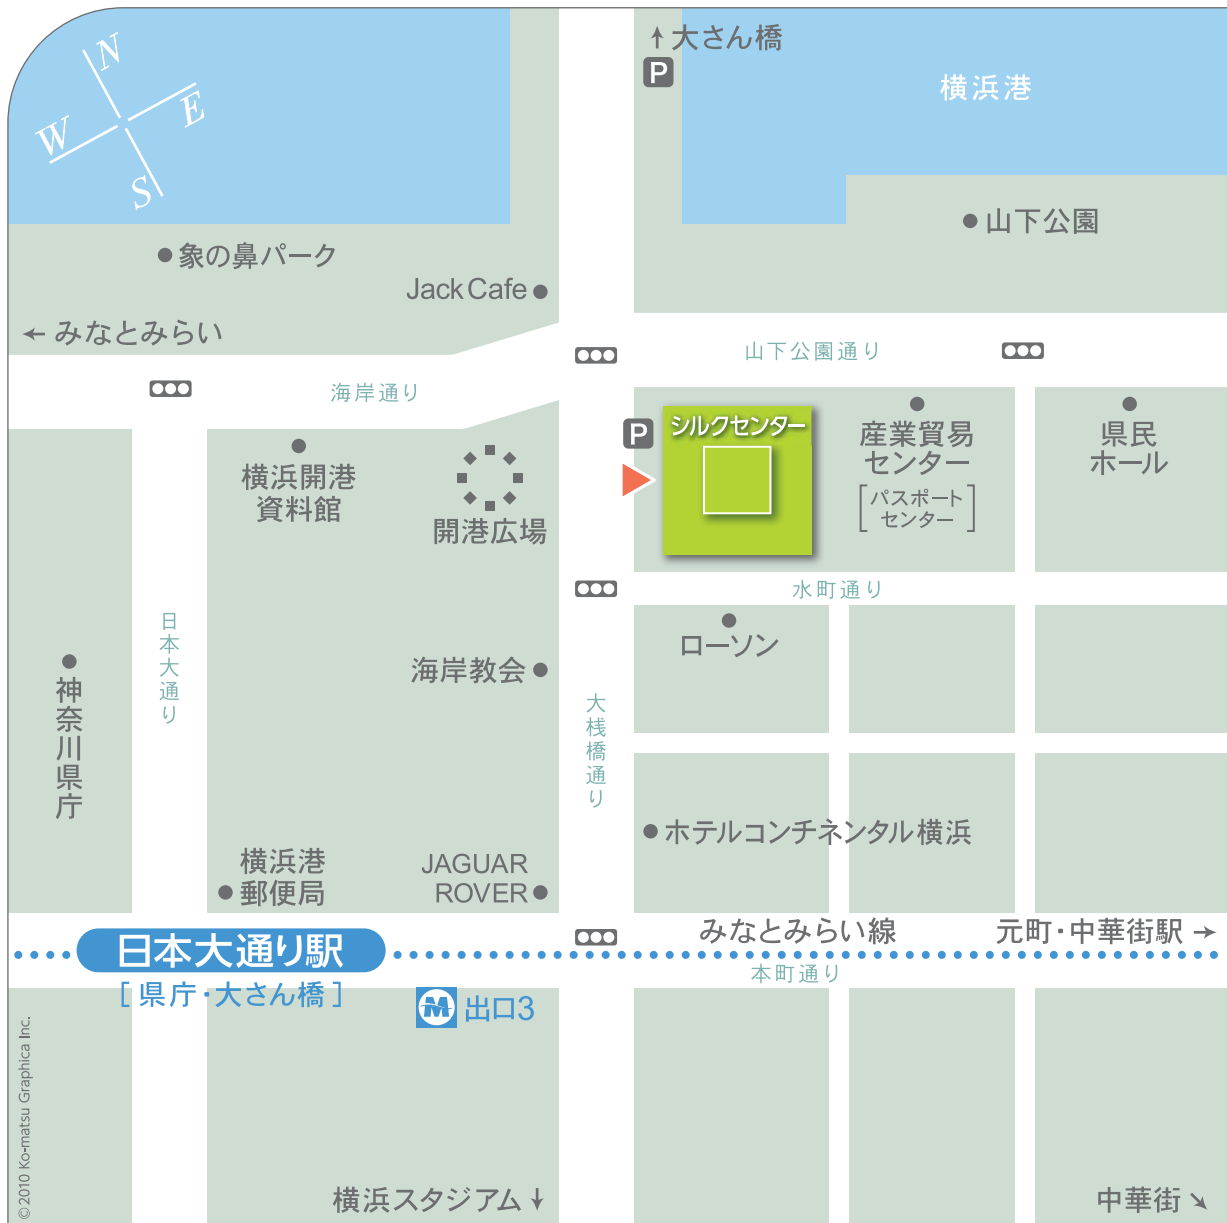 N
W
E
S
大さん橋
P
横浜港
象の鼻パーク
山下公園
Jack Cafe
みなとみらい
海岸通り
山下公園通り
横浜開港
資料館
開港広場
P
シルクセンター
産業貿易
センター
パスポート
センター
県民
ホール
水町通り
日本大通り
ローソン
海岸教会
神奈川県庁
大桟橋通り
ホテルコンチネンタル横浜
横浜港
郵便局
JAGUAR
ROVER
みなとみらい線
元町・中華街駅
日本大通り駅
[県庁・大さん橋]
本町通り
M
出口3
© 2010 Ko-matsu Graphica Inc.
横浜スタジアム
中華街